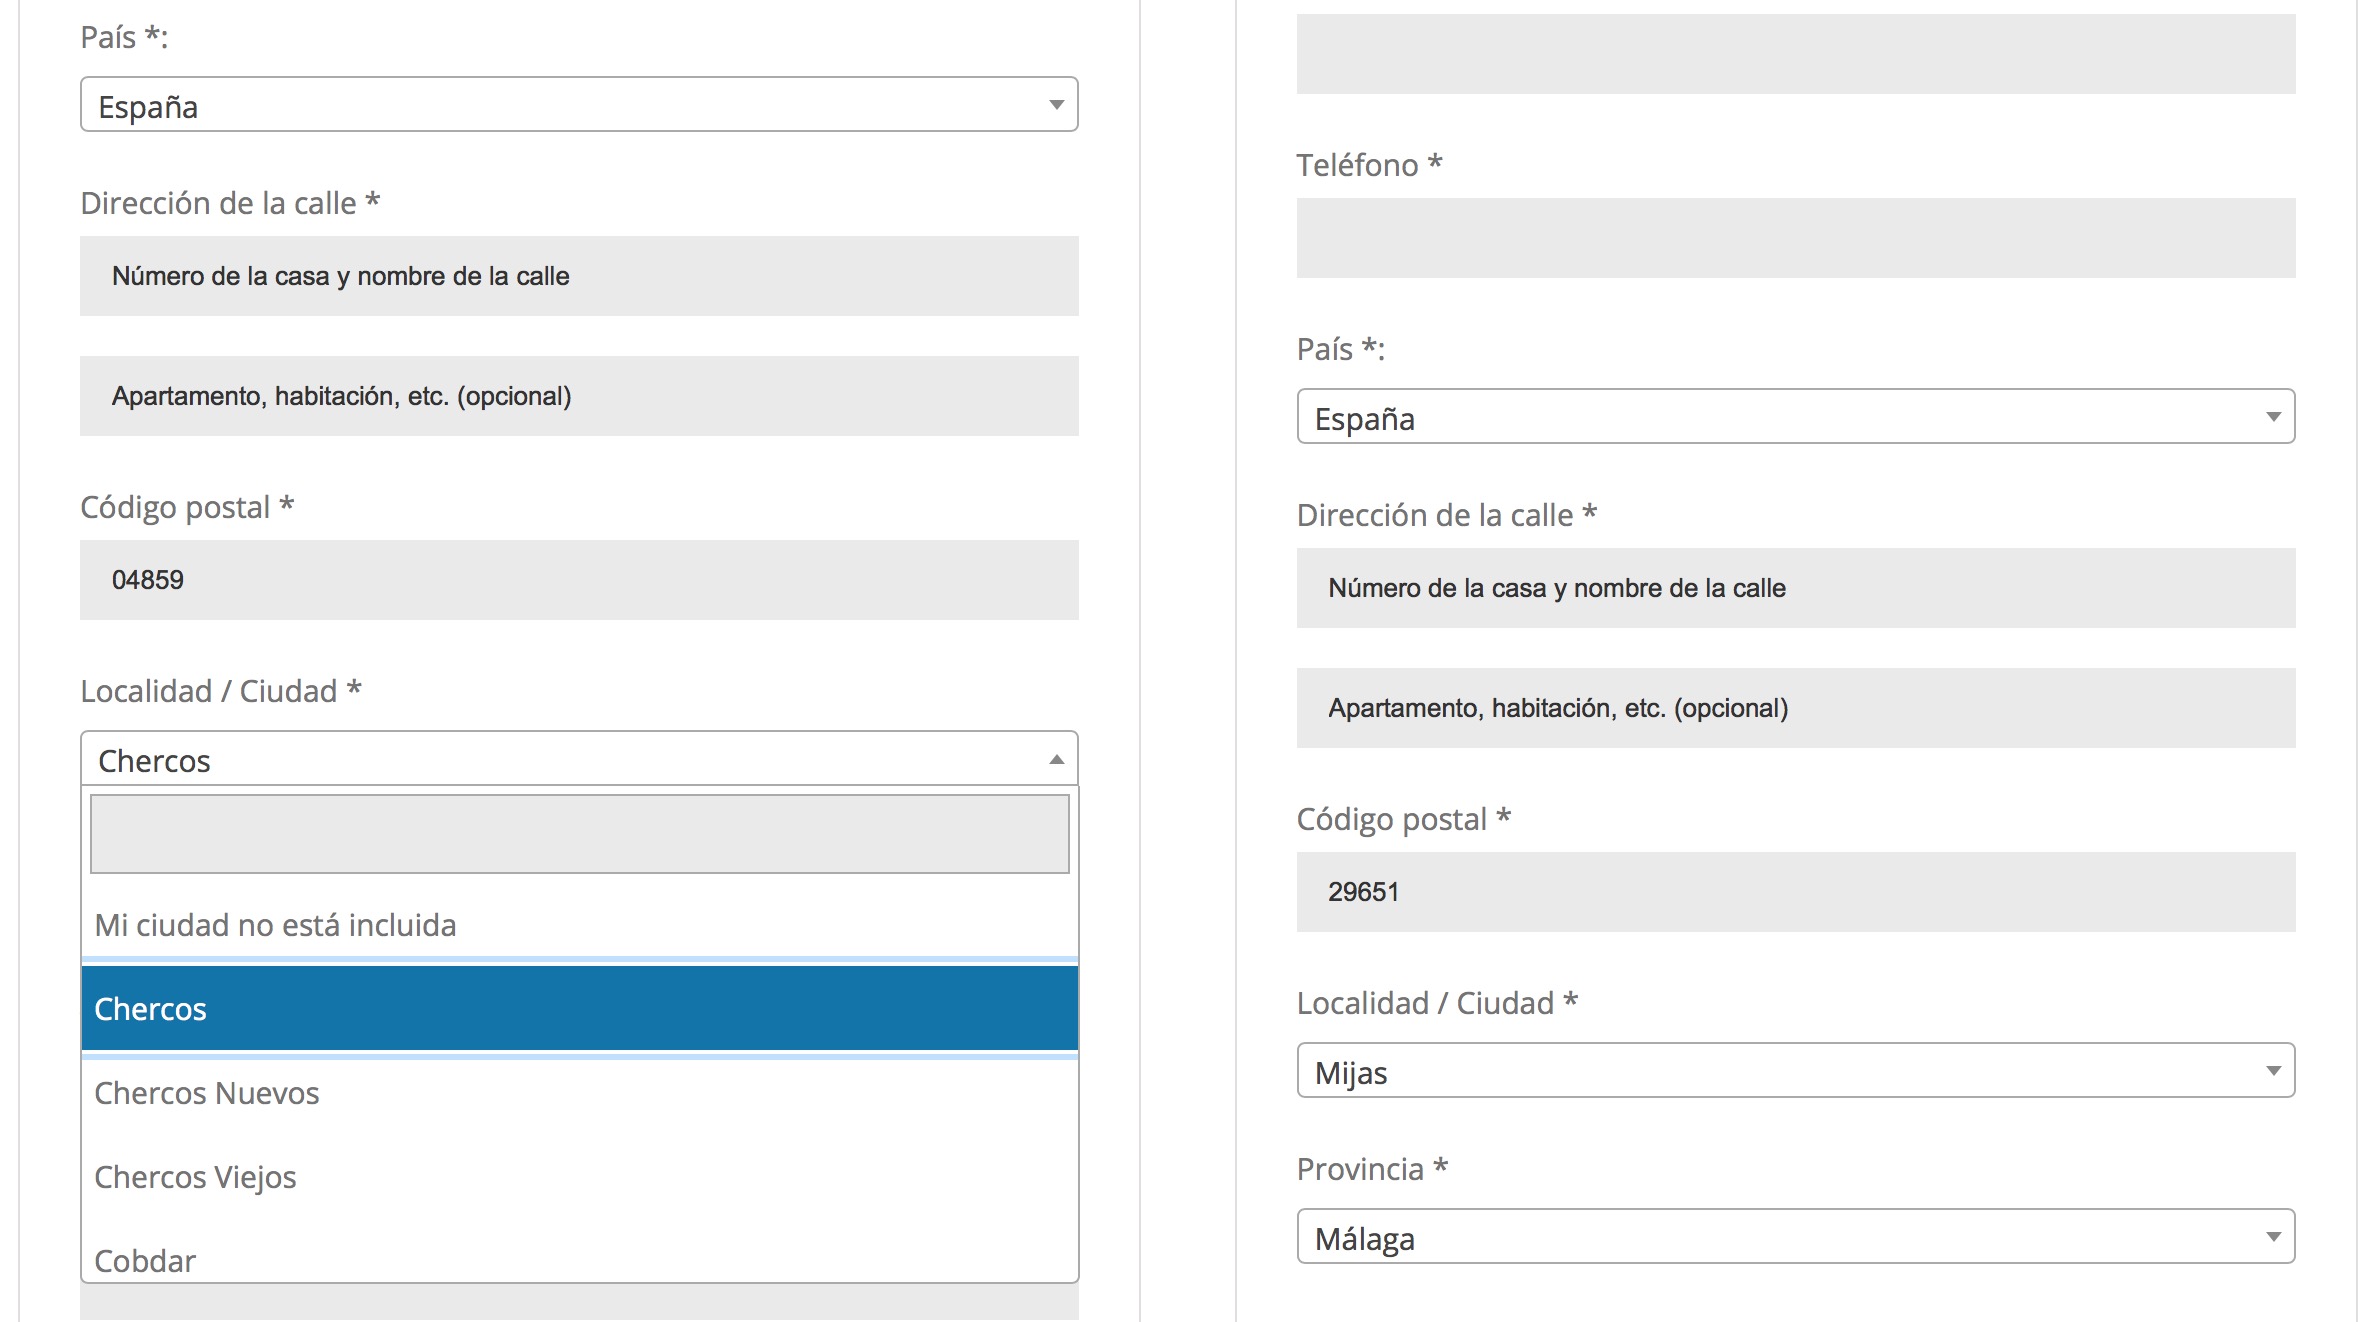 País *:
España
Dirección de la calle *
Número de la casa y nombre de la calle
Apartamento, habitación, etc. (opcional)
Código postal *
04859
Localidad / Ciudad *
Chercos
Mi ciudad no está incluida
Chercos
Chercos Nuevos
Chercos Viejos
Cobdar
Teléfono *
País *:
España
Dirección de la calle *
Número de la casa y nombre de la calle
Apartamento, habitación, etc. (opcional)
Código postal *
29651
Localidad / Ciudad *
Mijas
Provincia *
Málaga